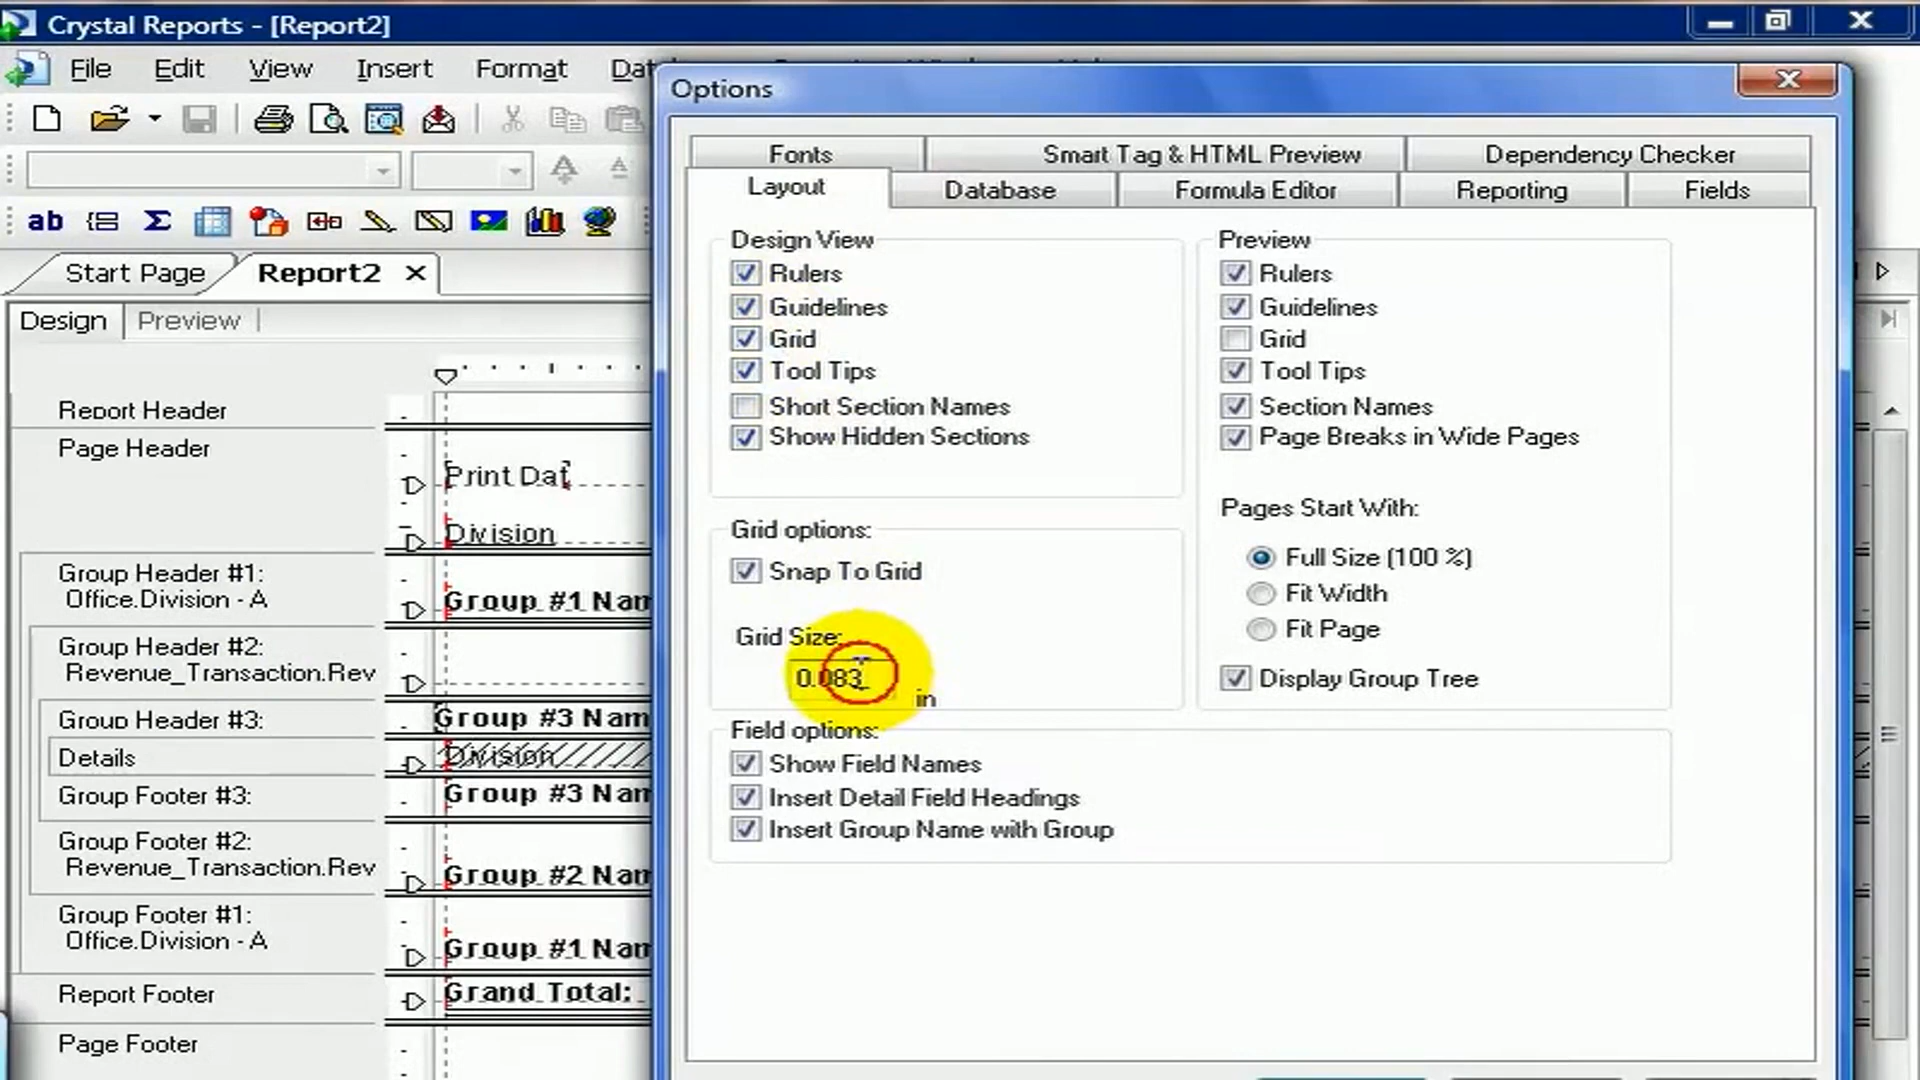 Crystal Reports - [Report2]
File Edit View Insert Format
Options
Fonts Smart Tag & HTML Preview Dependency Checker
Layout Database Formula Editor Reporting Fields
ab
Start Page Report2
Design Preview
Design View
Rulers
Guidelines
Grid
Tool Tips
Short Section Names
Show Hidden Sections
Preview
Rulers
Guidelines
Grid
Tool Tips
Section Names
Page Breaks in Wide Pages
Pages Start With:
Full Size (100 %)
Fit Width
Fit Page
Display Group Tree
Grid options:
Snap To Grid
Grid Size:
0.083
in
Field options:
Show Field Names
Insert Detail Field Headings
Insert Group Name with Group
Report Header
Page Header
Print Dat
Division
Group Header #1:
Office.Division - A
Group #1 Nam
Group Header #2:
Revenue_Transaction.Rev
Group Header #3:
Group #3 Nam
Details
Division
Group Footer #3:
Group #3 Nam
Group Footer #2:
Revenue_Transaction.Rev
Group #2 Nam
Group Footer #1:
Office.Division - A
Group #1 Nam
Report Footer
Grand Total:
Page Footer